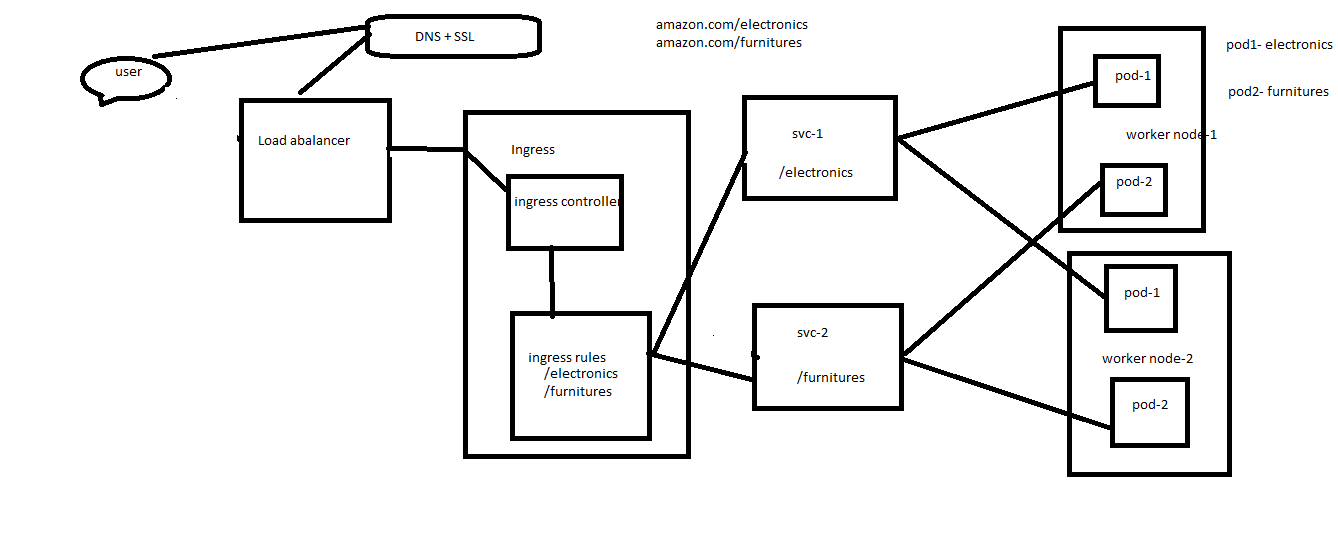 DNS + SSL
amazon.com/electronics
amazon.com/furnitures
user
Load abalancer
Ingress
ingress controller
ingress rules
/electronics
/furnitures
svc-1
/electronics
svc-2
/furnitures
pod-1
worker node-1
pod-2
pod1- electronics
pod2- furnitures
pod-1
worker node-2
pod-2